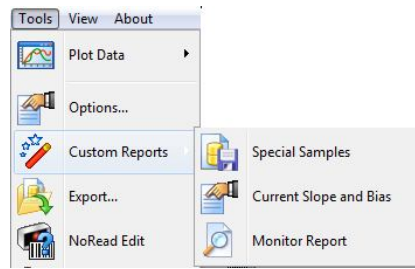 Tools View About
Plot Data
Options...
Custom Reports
Special Samples
Export...
Current Slope and Bias
NoRead Edit
Monitor Report